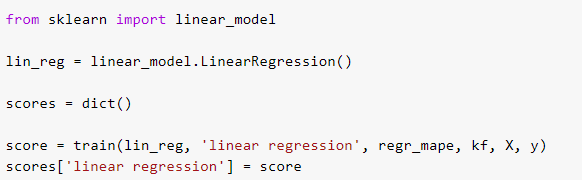 from sklearn import linear_model
lin_reg = linear_model.LinearRegression()
scores = dict()
score = train(lin_reg, 'linear regression', regr_mape, kf, X, y)
scores['linear regression'] = score